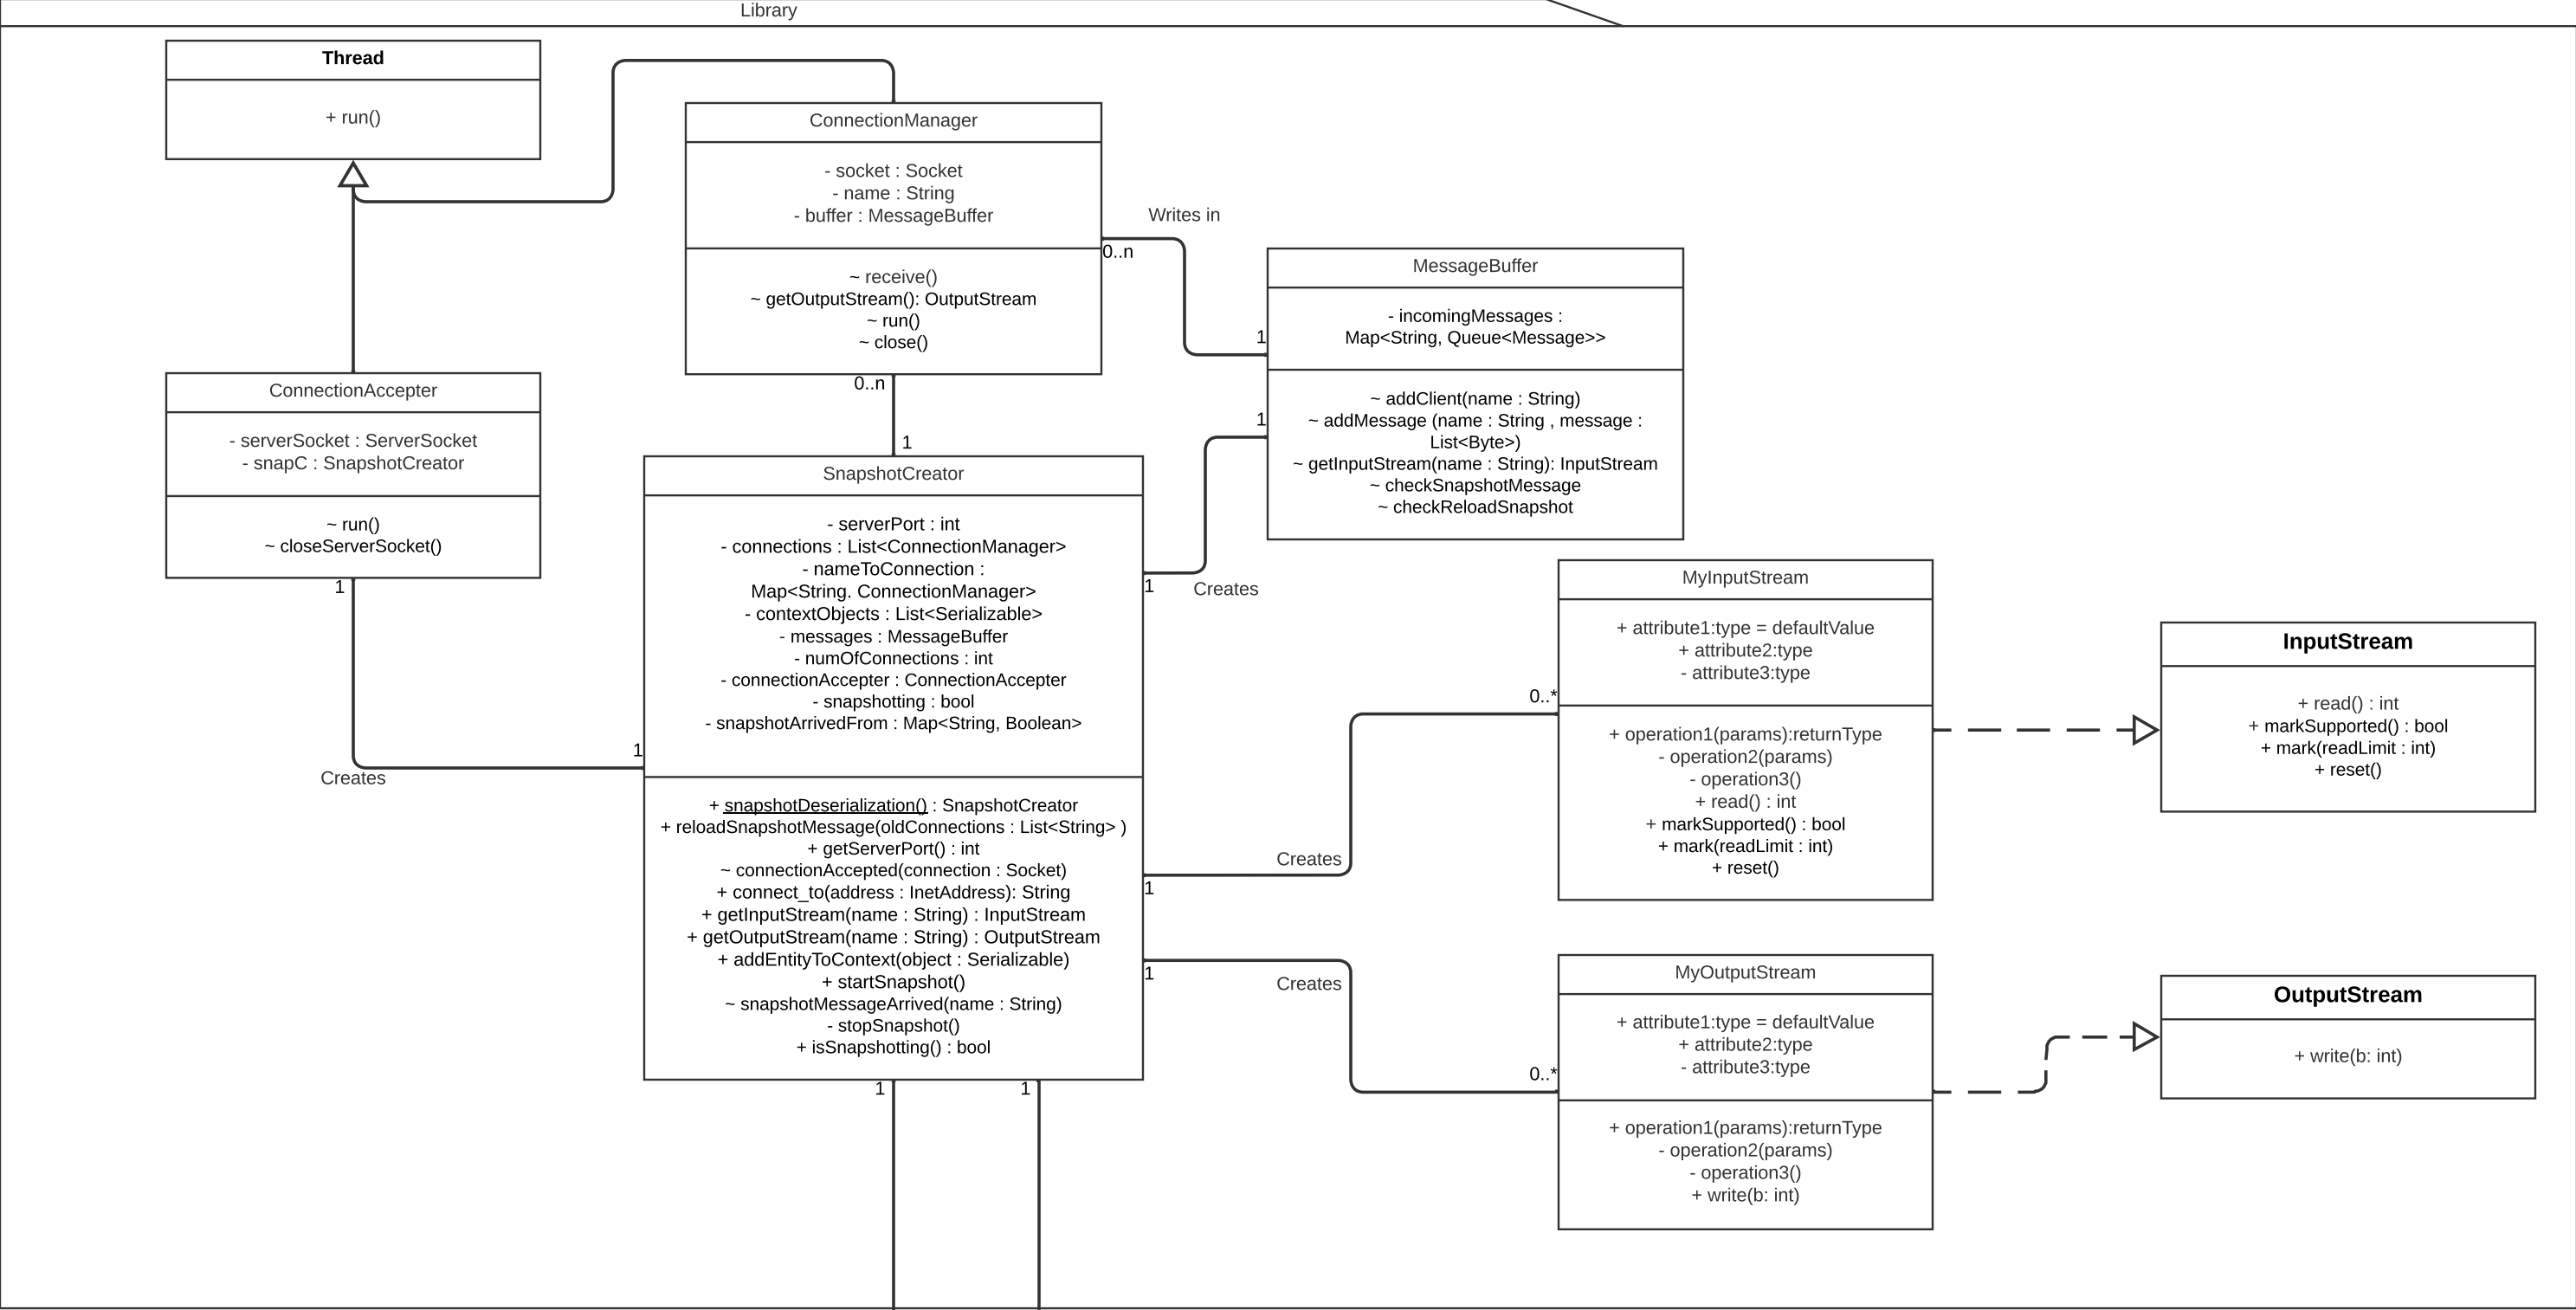 Library
Thread
+ run()
ConnectionManager
- socket : Socket
- name : String
- buffer : MessageBuffer
~ receive()
~ getOutputStream(): OutputStream
~ run()
~ close()
Writes in
0..n
1
MessageBuffer
- incomingMessages :
Map<String, Queue<Message>>
~ addClient(name : String)
~ addMessage (name : String , message :
List<Byte>)
~ getInputStream(name : String): InputStream
~ checkSnapshotMessage
~ checkReloadSnapshot
1
1
Creates
0..n
1
ConnectionAccepter
- serverSocket : ServerSocket
- snapC : SnapshotCreator
~ run()
~ closeServerSocket()
1
1
Creates
SnapshotCreator
- serverPort : int
- connections : List<ConnectionManager>
- nameToConnection :
Map<String. ConnectionManager>
- contextObjects : List<Serializable>
- messages : MessageBuffer
- numOfConnections : int
- connectionAccepter : ConnectionAccepter
- snapshotting : bool
- snapshotArrivedFrom : Map<String, Boolean>
+ snapshotDeserialization() : SnapshotCreator
+ reloadSnapshotMessage(oldConnections : List<String> )
+ getServerPort() : int
~ connectionAccepted(connection : Socket)
+ connect_to(address : InetAddress): String
+ getInputStream(name : String) : InputStream
+ getOutputStream(name : String) : OutputStream
+ addEntityToContext(object : Serializable)
+ startSnapshot()
~ snapshotMessageArrived(name : String)
- stopSnapshot()
+ isSnapshotting() : bool
1
1
MyInputStream
+ attribute1:type = defaultValue
+ attribute2:type
- attribute3:type
+ operation1(params):returnType
- operation2(params)
- operation3()
+ read() : int
+ markSupported() : bool
+ mark(readLimit : int)
+ reset()
0..*
Creates
1
InputStream
+ read() : int
+ markSupported() : bool
+ mark(readLimit : int)
+ reset()
1
Creates
0..*
MyOutputStream
+ attribute1:type = defaultValue
+ attribute2:type
- attribute3:type
+ operation1(params):returnType
- operation2(params)
- operation3()
+ write(b: int)
OutputStream
+ write(b: int)